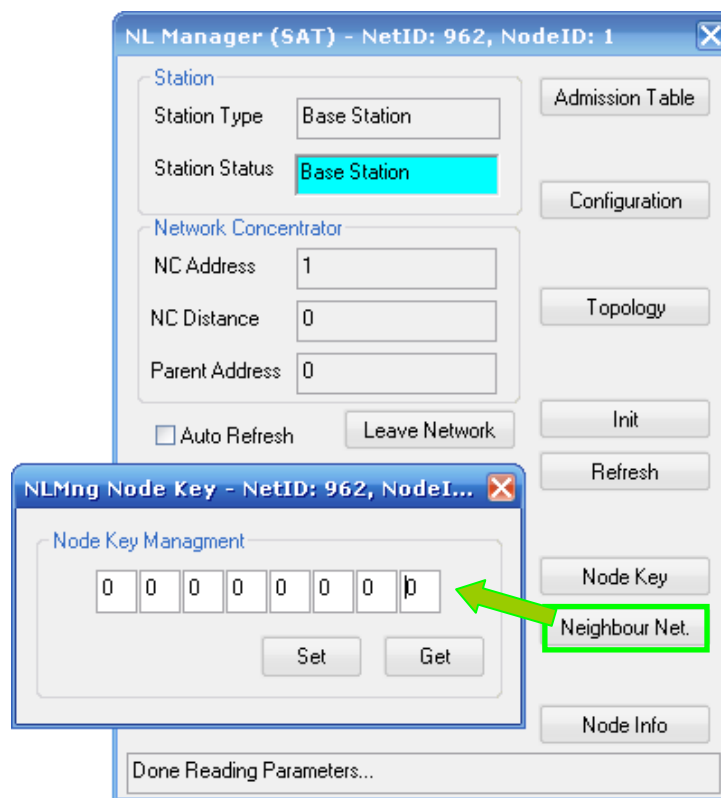 NL Manager (SAT) - NetID: 962, NodeID: 1
Station
Station Type Base Station
Station Status Base Station
Network Concentrator
NC Address 1
NC Distance 0
Parent Address 0
Auto Refresh Leave Network
Admission Table
Configuration
Topology
Init
Refresh
Node Key
Neighbour Net.
Node Info
NLMng Node Key - NetID: 962, NodeI...
Node Key Managment
0 0 0 0 0 0 0 0
Set Get
Done Reading Parameters...